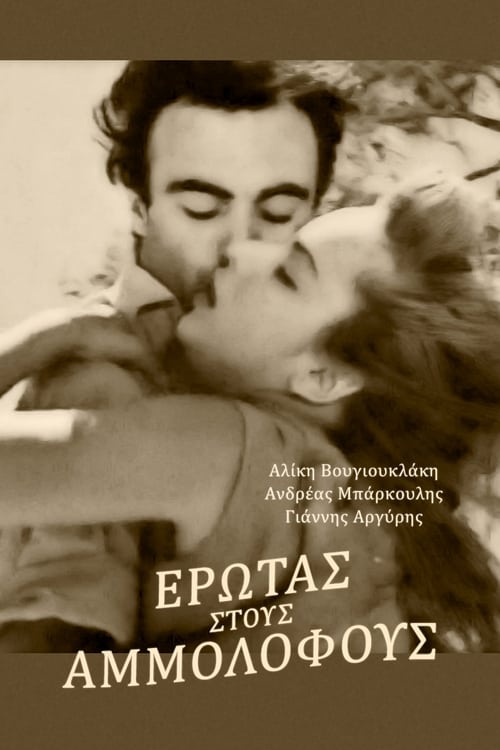 Αλίκη Βουγιουκλάκη
Ανδρέας Μπάρκουλης
Γιάννης Αργύρης
ΕΡΩΤΑΣ
ΣΤΟΥΣ
ΑΜΜΟΛΟΦΟΥΣ